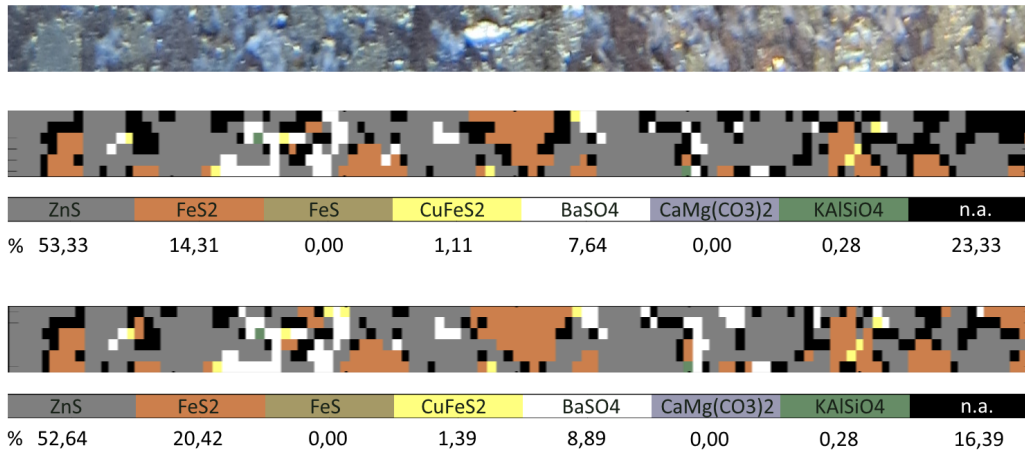 ZnS FeS2 FeS CuFeS2 BaSO4 CaMg(CO3)2 KAlSiO4 n.a.
% 53,33 14,31 0,00 1,11 7,64 0,00 0,28 23,33
ZnS FeS2 FeS CuFeS2 BaSO4 CaMg(CO3)2 KAlSiO4 n.a.
% 52,64 20,42 0,00 1,39 8,89 0,00 0,28 16,39